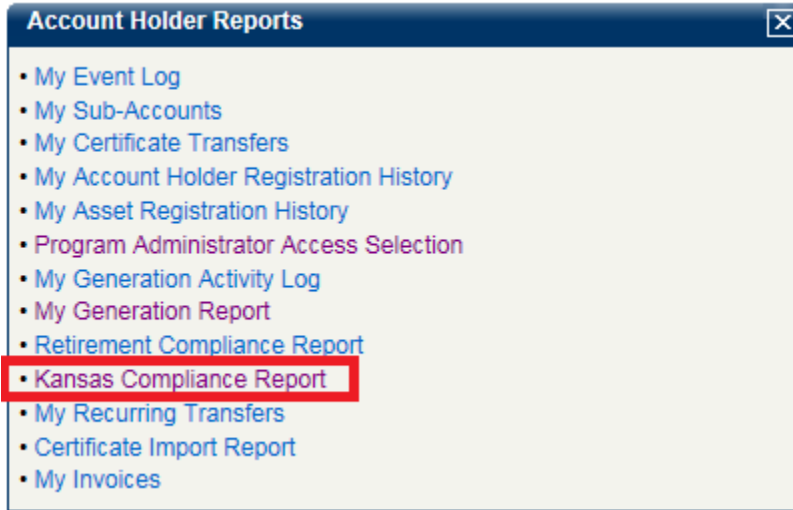 Account Holder Reports
• My Event Log
• My Sub-Accounts
• My Certificate Transfers
• My Account Holder Registration History
• My Asset Registration History
• Program Administrator Access Selection
• My Generation Activity Log
• My Generation Report
• Retirement Compliance Report
• Kansas Compliance Report
• My Recurring Transfers
• Certificate Import Report
• My Invoices